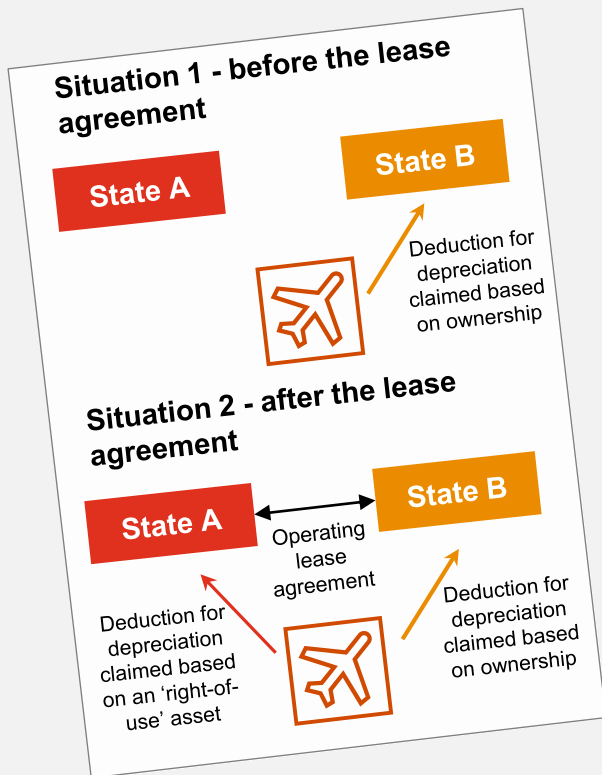 Situation 1 - before the lease
agreement
State A
State B
Deduction for
depreciation
claimed based
on ownership
Situation 2 - after the lease
agreement
State A
State B
Operating
lease
agreement
Deduction for
depreciation
claimed based
on an ‘right-of-
use’ asset
Deduction for
depreciation
claimed based
on ownership